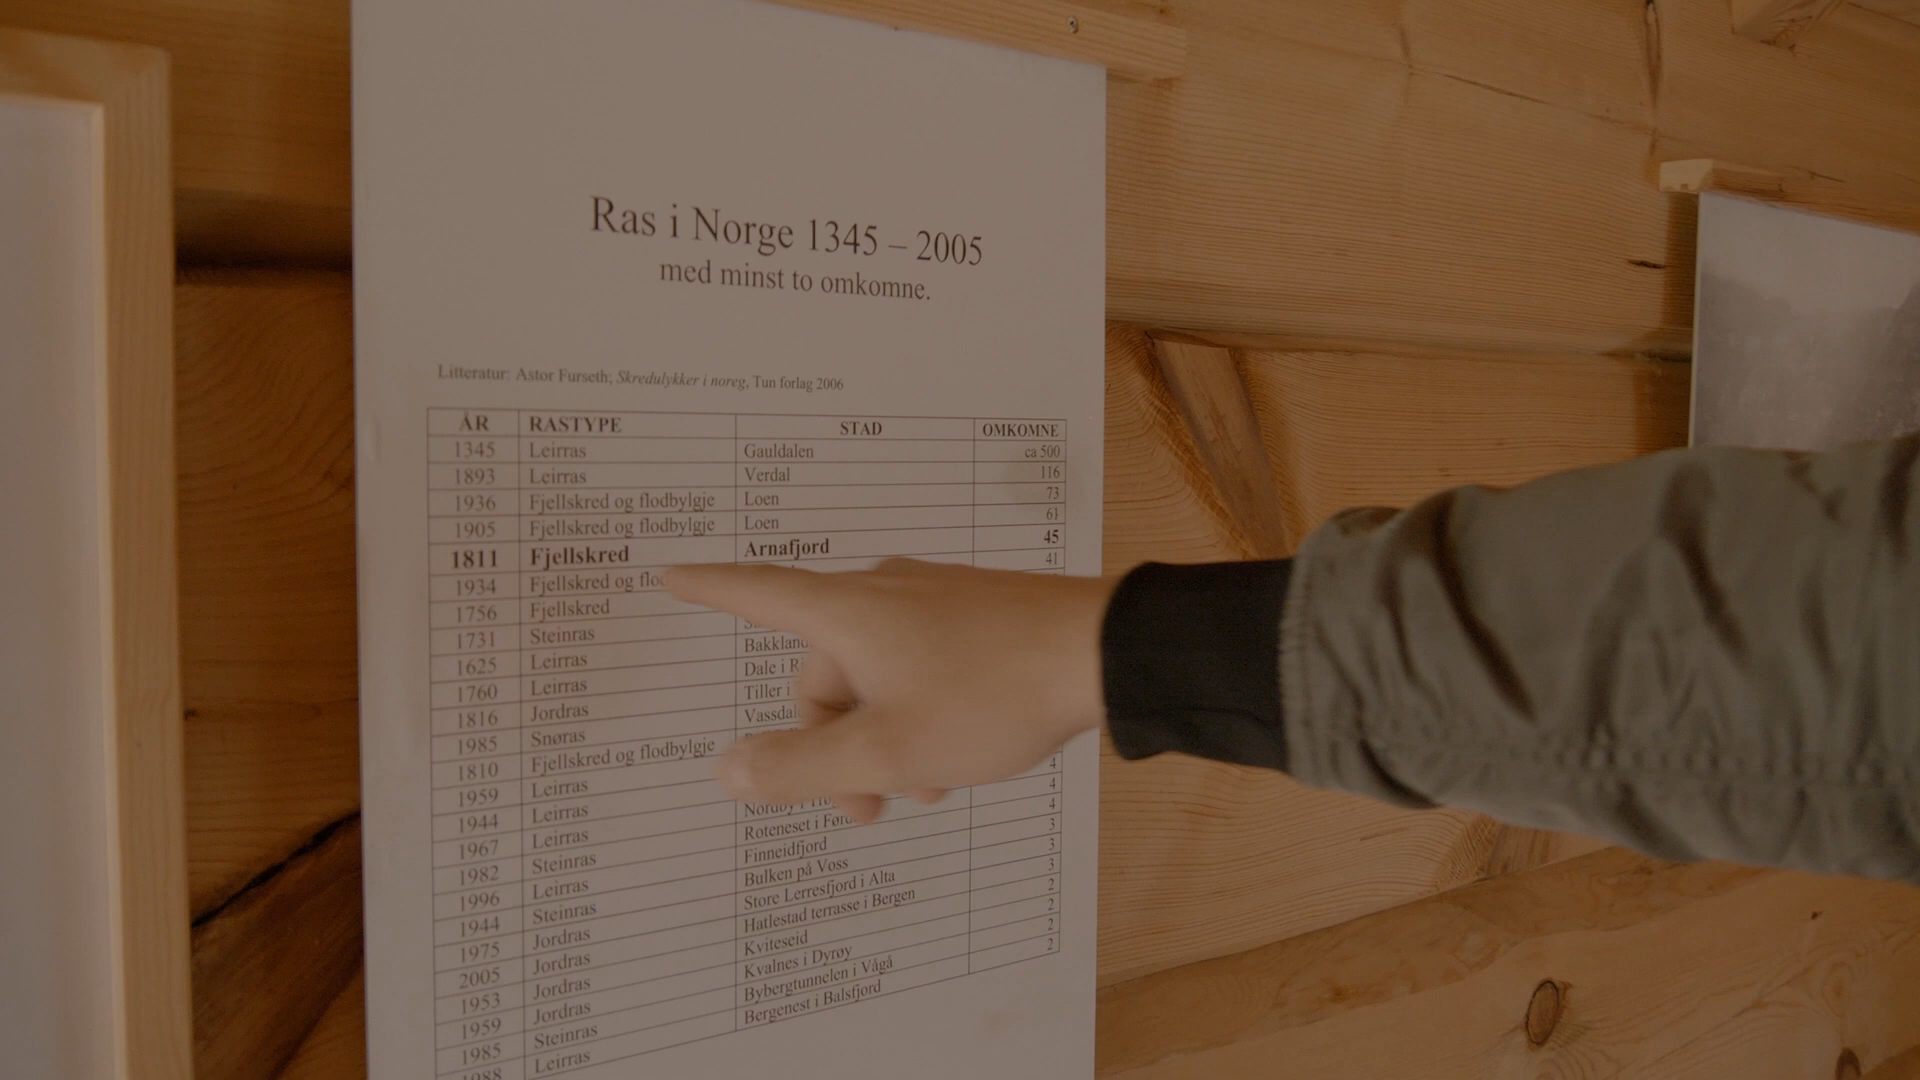 Ras i Norge 1345 – 2005
med minst to omkomne.
Litteratur: Astor Furseth; Skredulykker i noreg, Tun forlag 2006
ÅR RASTYPE STAD OMKOMNE
1345 Leirras Gauldalen ca 500
1893 Leirras Verdal 116
1936 Fjellskred og flodbylgje Loen 73
1905 Fjellskred og flodbylgje Loen 61
1811 Fjellskred Arnafjord 45
1934 Fjellskred og 41
1756 Fjellskred
1731 Steinras
1625 Leirras
1760 Leirras Dale i
1816 Jordras Tiller i
1985 Snøras
1810 Fjellskred og flodbylgje
1959 Leirras
1944 Leirras 4
1967 Leirras 4
1982 Steinras Roteneset i 4
1996 Leirras Finneidfjord 3
1944 Steinras Bulken på Voss 3
1975 Jordras Store Lerresfjord i Alta 3
2005 Jordras Hatlestad terrasse i Bergen 2
1953 Jordras Kviteseid 2
1959 Jordras Kvalnes i Dyrøy 2
1985 Steinras Bybergtunnelen i Vågå 2
1988 Leirras Bergenest i Balsfjord